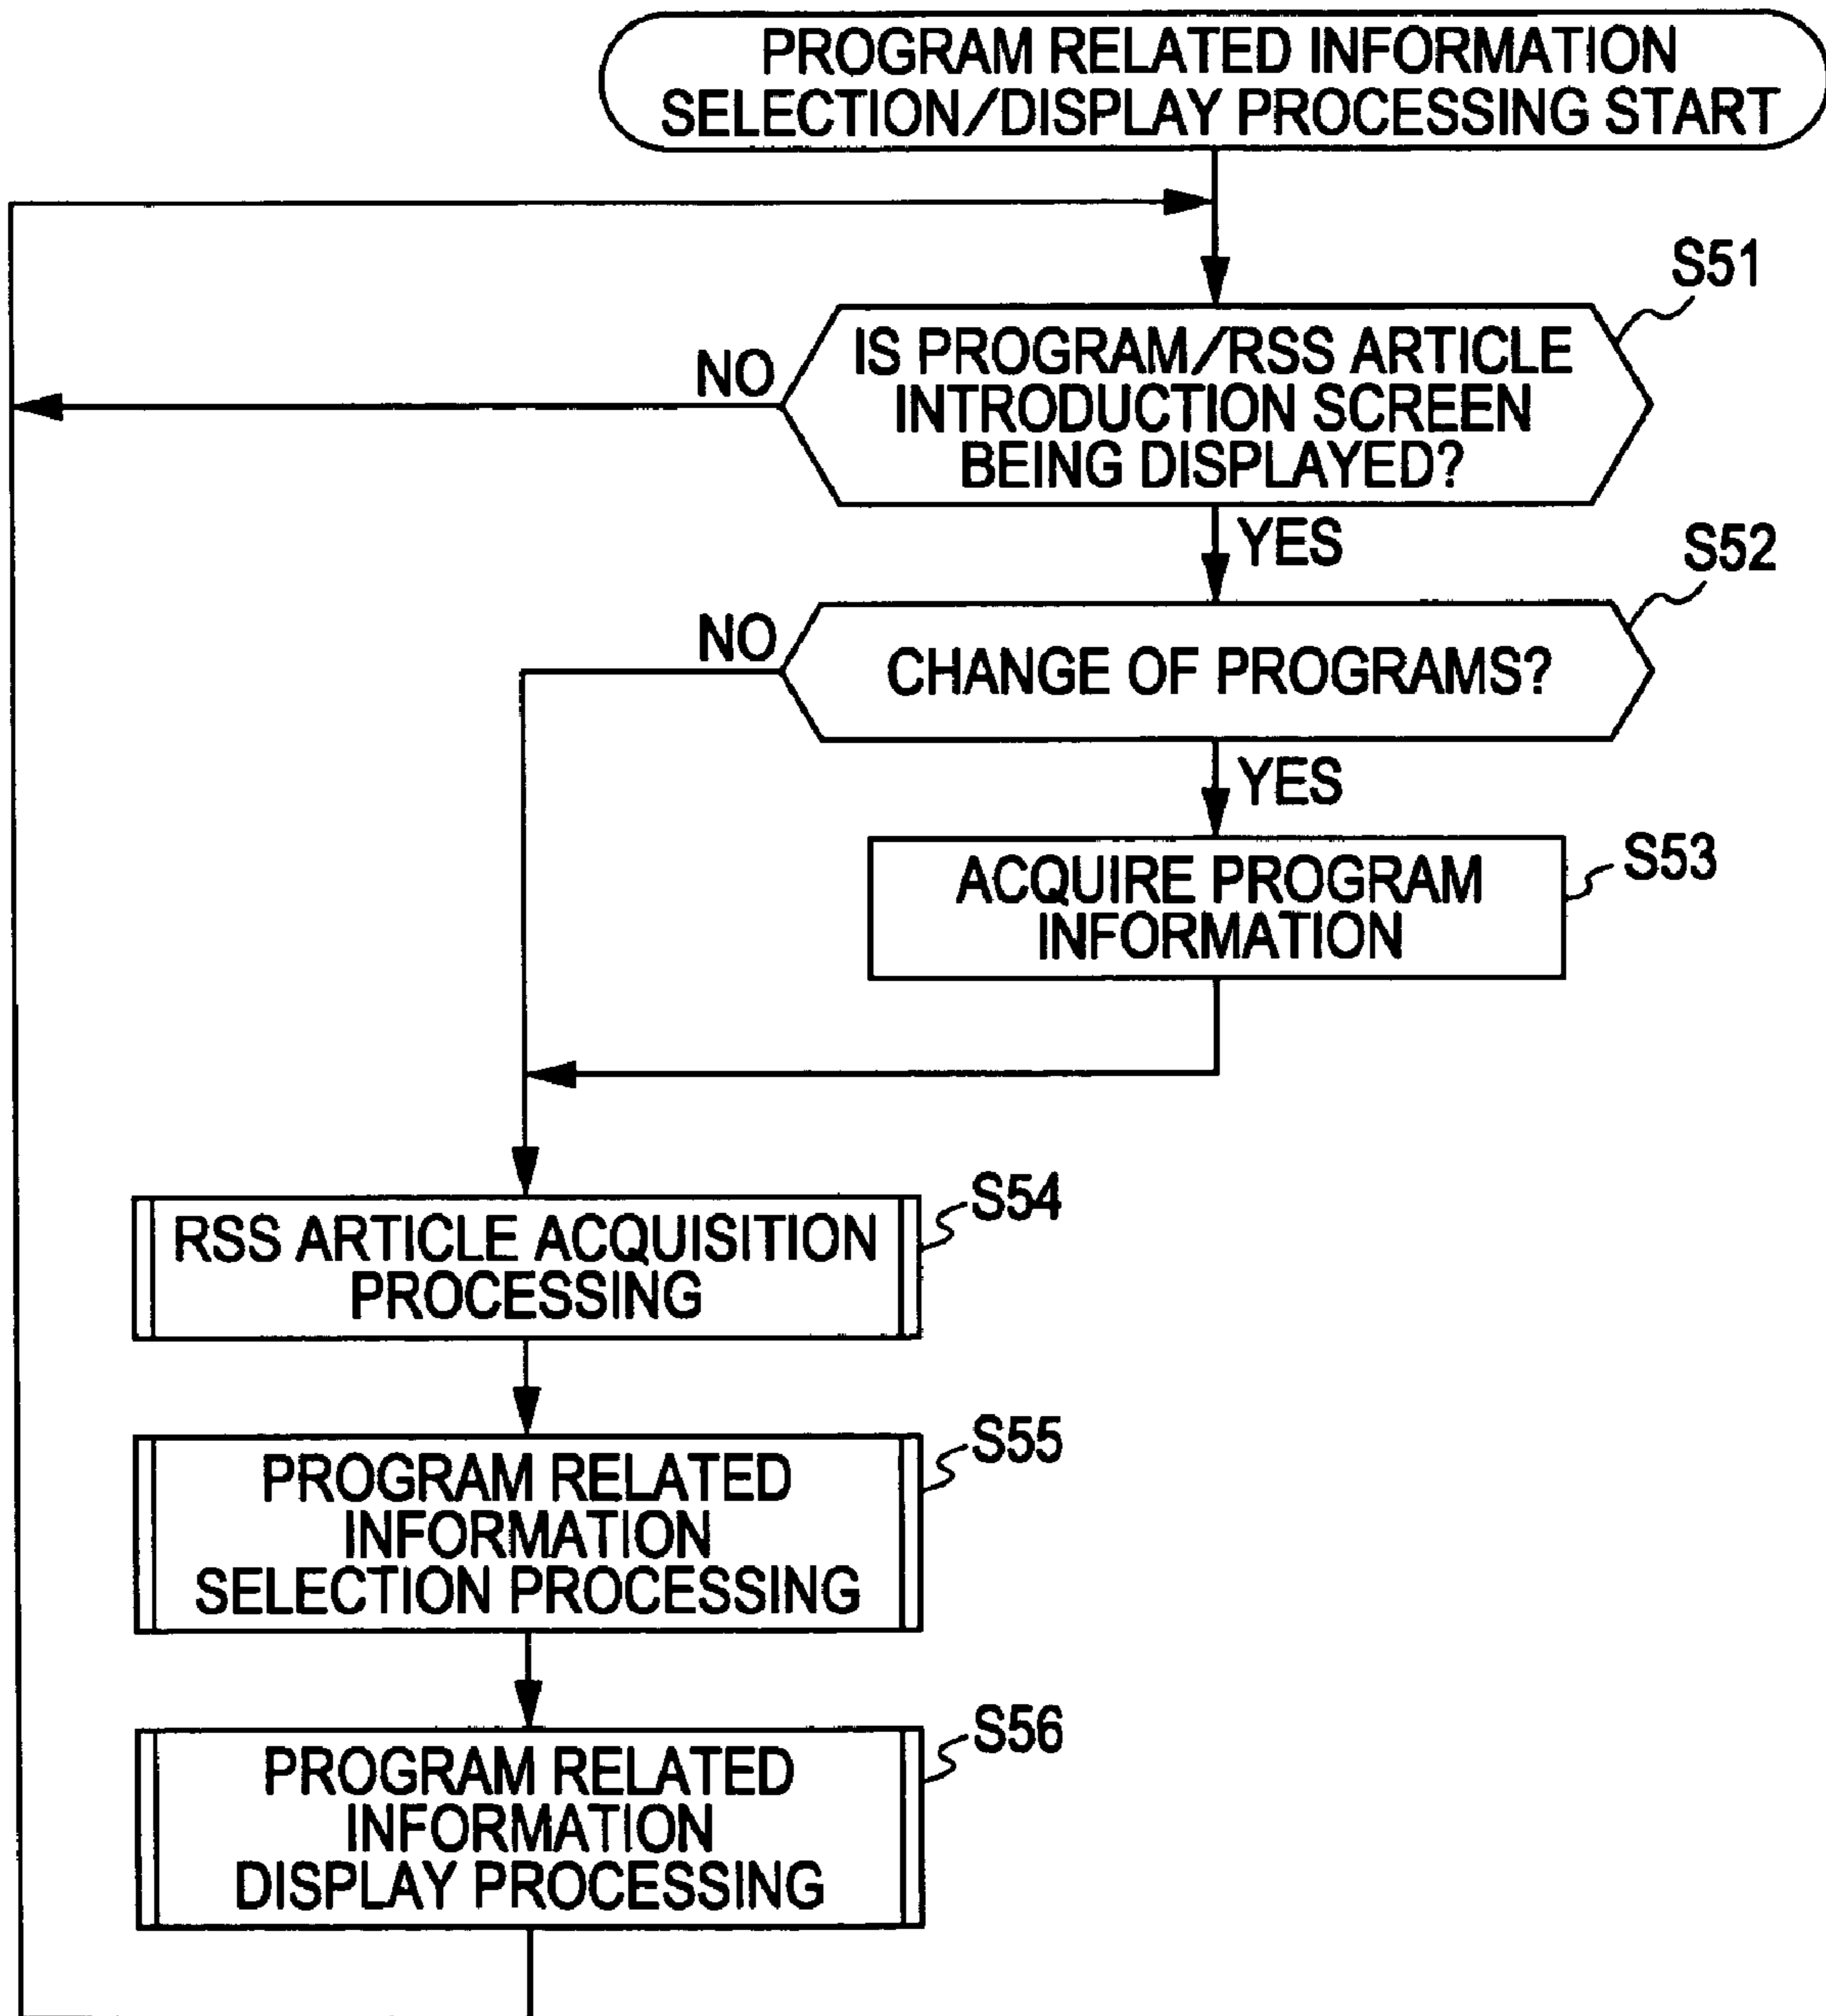 PROGRAM RELATED INFORMATION
SELECTION/DISPLAY PROCESSING START
S51
IS PROGRAM/RSS ARTICLE
INTRODUCTION SCREEN
BEING DISPLAYED?
NO
YES
S52
NO
CHANGE OF PROGRAMS?
YES
S53
ACQUIRE PROGRAM
INFORMATION
S54
RSS ARTICLE ACQUISITION
PROCESSING
S55
PROGRAM RELATED
INFORMATION
SELECTION PROCESSING
S56
PROGRAM RELATED
INFORMATION
DISPLAY PROCESSING